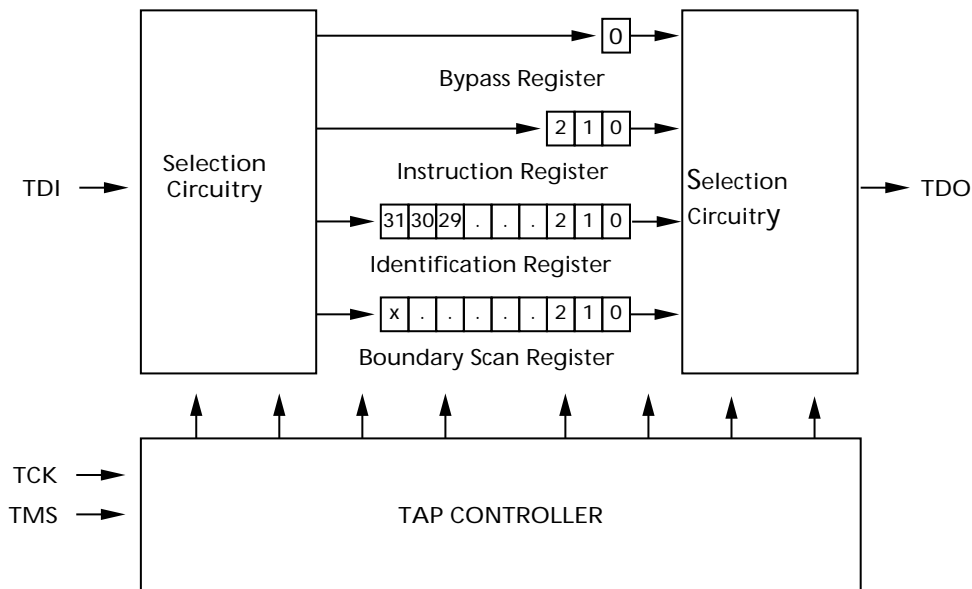 0
Bypass Register
2 1 0
Selection
Circuitry
Instruction Register
Selection
Circuitry
TDI
TDO
31 30 29 . . . 2 1 0
Identification Register
x . . . . . 2 1 0
Boundary Scan Register
TCK
TMS
TAP CONTROLLER